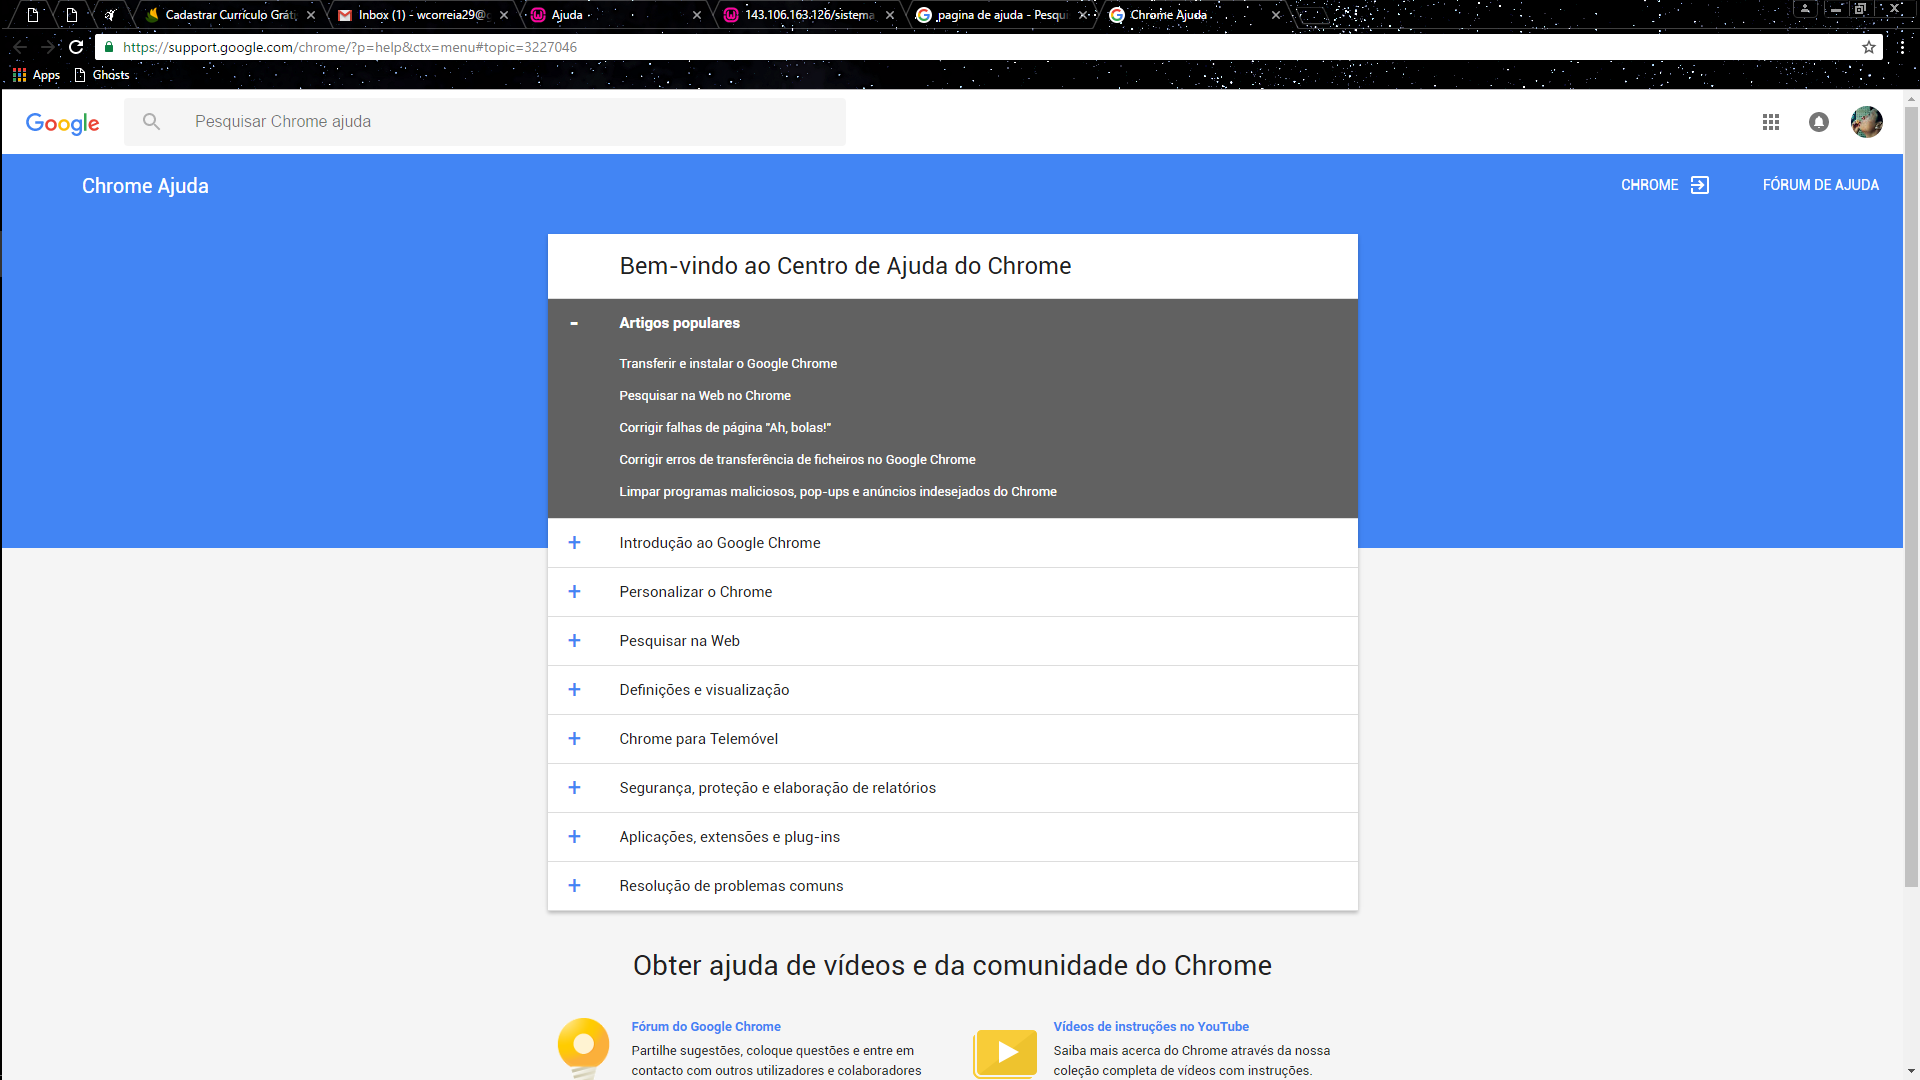 Cadastrar Currículo Gráti
Inbox (1) - wcorreia29@g
Ajuda
143.106.163.126/sistema
pagina de ajuda - Pesqui
Chrome Ajuda
https://support.google.com/chrome/?p=help&ctx=menu#topic=3227046
Apps
Ghosts
Google
Pesquisar Chrome ajuda
Chrome Ajuda
CHROME
FÓRUM DE AJUDA
Bem-vindo ao Centro de Ajuda do Chrome
- Artigos populares
Transferir e instalar o Google Chrome
Pesquisar na Web no Chrome
Corrigir falhas de página "Ah, bolas!"
Corrigir erros de transferência de ficheiros no Google Chrome
Limpar programas maliciosos, pop-ups e anúncios indesejados do Chrome
+ Introdução ao Google Chrome
+ Personalizar o Chrome
+ Pesquisar na Web
+ Definições e visualização
+ Chrome para Telemóvel
+ Segurança, proteção e elaboração de relatórios
+ Aplicações, extensões e plug-ins
+ Resolução de problemas comuns
Obter ajuda de vídeos e da comunidade do Chrome
Fórum do Google Chrome
Partilhe sugestões, coloque questões e entre em
contacto com outros utilizadores e colaboradores
Vídeos de instruções no YouTube
Saiba mais acerca do Chrome através da nossa
coleção completa de vídeos com instruções.